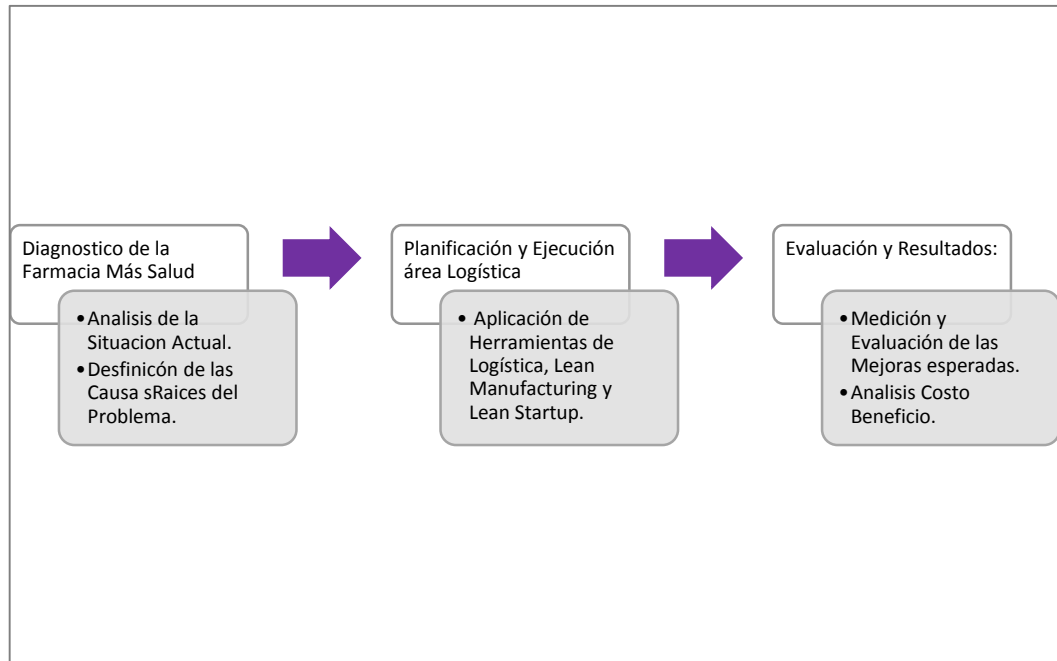 Diagnostico de la
Farmacia Más Salud
•Analisis de la
Situacion Actual.
•Desfinicón de las
Causa sRaices del
Problema.
Planificación y Ejecución
área Logística
• Aplicación de
Herramientas de
Logística, Lean
Manufacturing y
Lean Startup.
Evaluación y Resultados:
•Medición y
Evaluación de las
Mejoras esperadas.
•Analisis Costo
Beneficio.